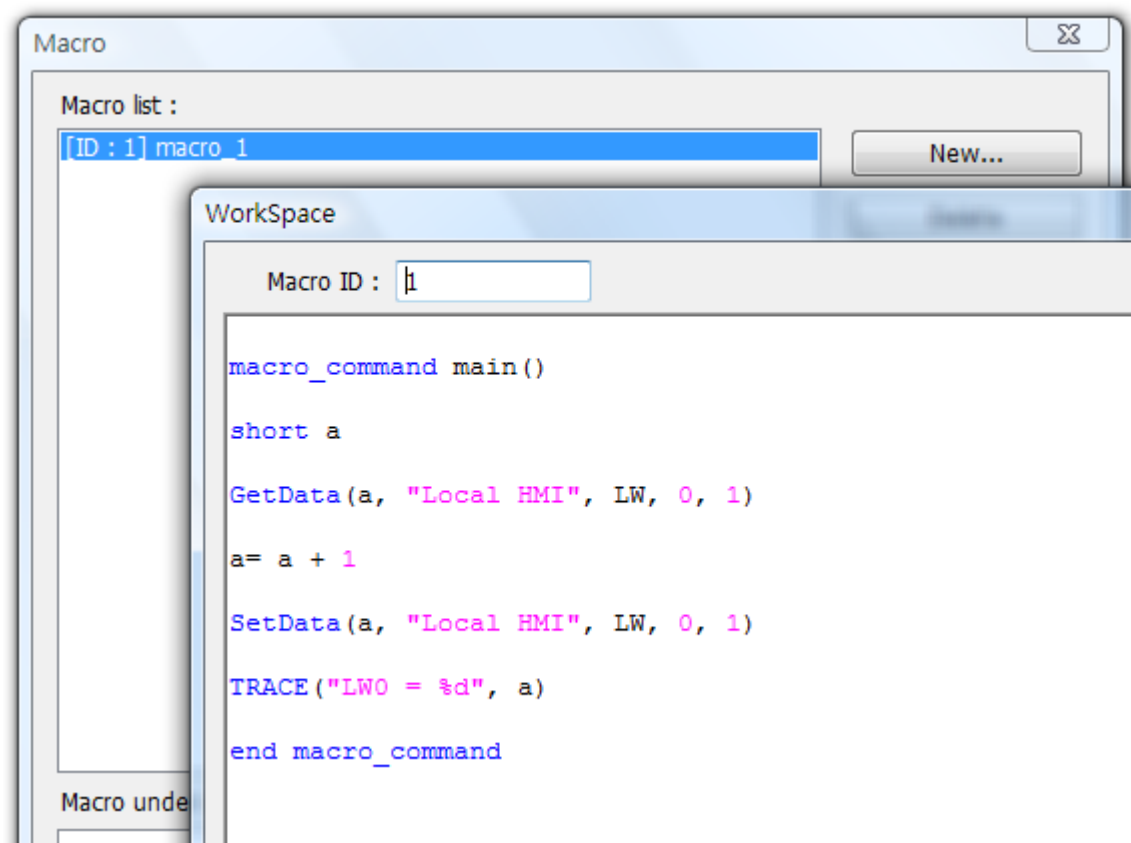 Macro
Macro list :
[ID : 1] macro_1
New...
WorkSpace
Macro ID : 1
macro_command main()
short a
GetData(a, "Local HMI", LW, 0, 1)
a= a + 1
SetData(a, "Local HMI", LW, 0, 1)
TRACE("LW0 = %d", a)
end macro_command
Macro unde